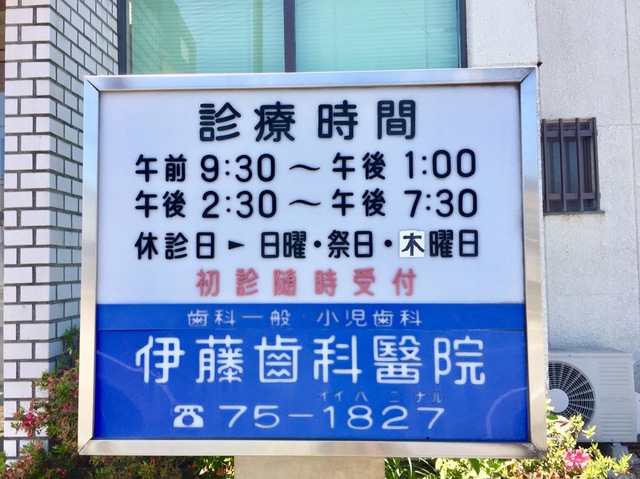 診療時間
午前 9:30 〜 午後 1:00
午後 2:30 〜 午後 7:30
休診日 ► 日曜・祭日・木曜日
初診随時受付
歯科一般・小児歯科
伊藤齒科醫院
イイハニナル
☎ 75-1827